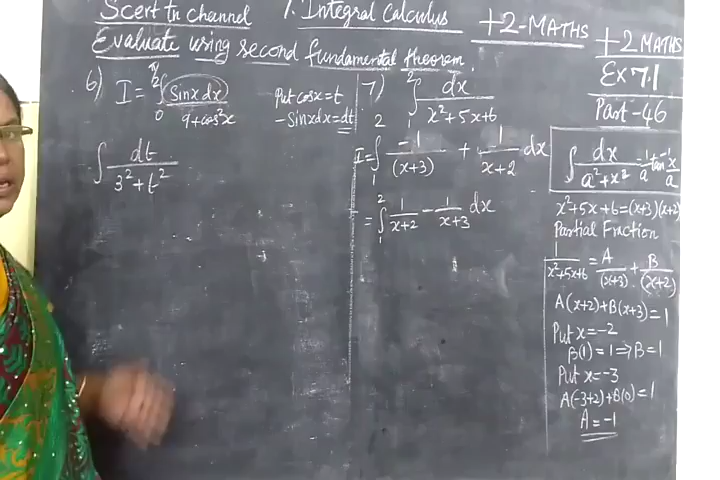 Scert tn channel 7. Integral Calculus +2-MATHS
Evaluate using second fundamental theorem.
6) I = ∫₀^(π/2) (sinx dx)/(9+cos²x)
Put cosx = t
-sinx dx = dt
∫ dt/(3²+t²)
7) ∫₁² dx/(x²+5x+6)
I = ∫₁² -1/(x+3) + 1/(x+2) dx
= ∫₁² 1/(x+2) - 1/(x+3) dx
+2 MATHS
Ex 7.1
Part-46
∫ dx/(a²+x²) = 1/a tan⁻¹ x/a
x²+5x+6=(x+3)(x+2)
Partial Fraction
1/(x²+5x+6) = A/(x+3) + B/(x+2)
A(x+2)+B(x+3)=1
Put x=-2
B(1)=1⇒B=1
Put x=-3
A(-3+2)+B(0)=1
A=-1